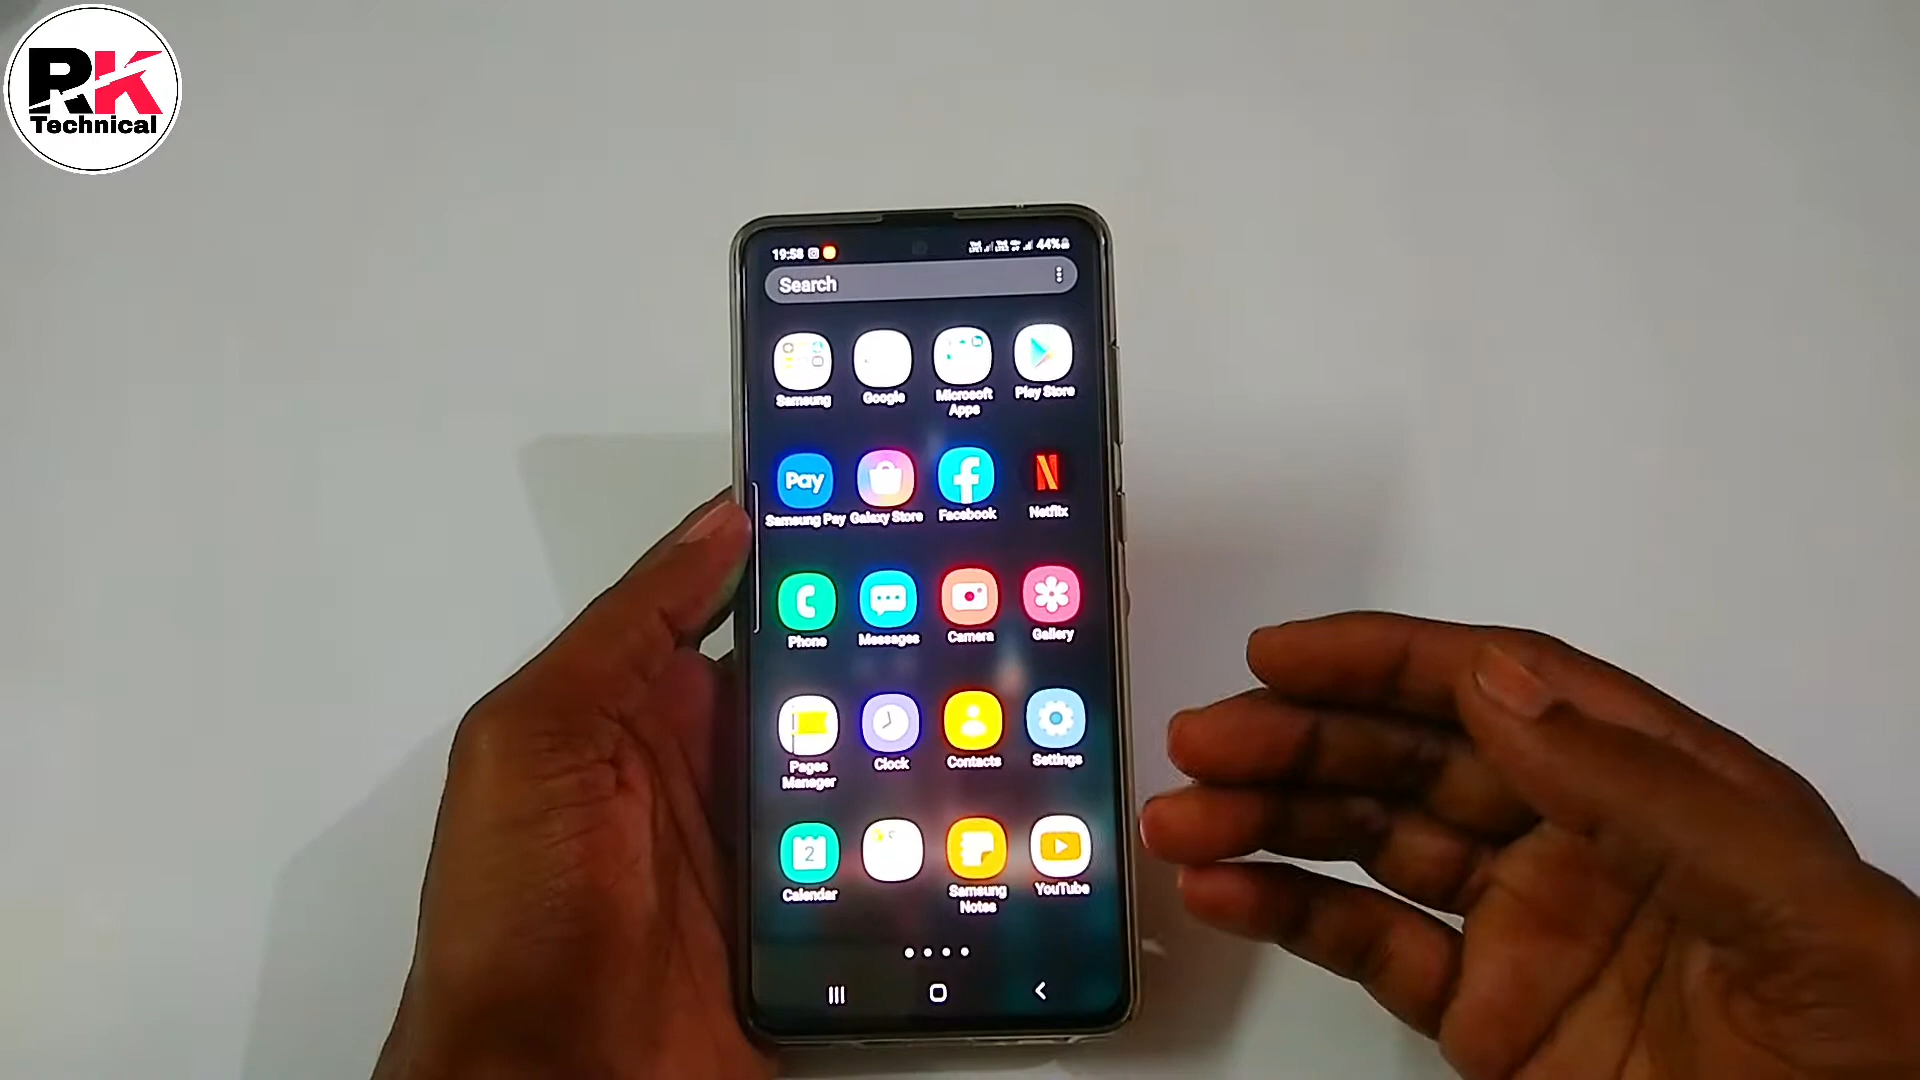 RK
Technical
19:58
44%
Search
Samsung
Google
Microsoft
Apps
Play Store
Pay
Samsung Pay
Galaxy Store
Facebook
N
Netflix
Phone
Messages
Camera
Gallery
Pages
Manager
Clock
Contacts
Settings
2
Calendar
Samsung
Notes
YouTube